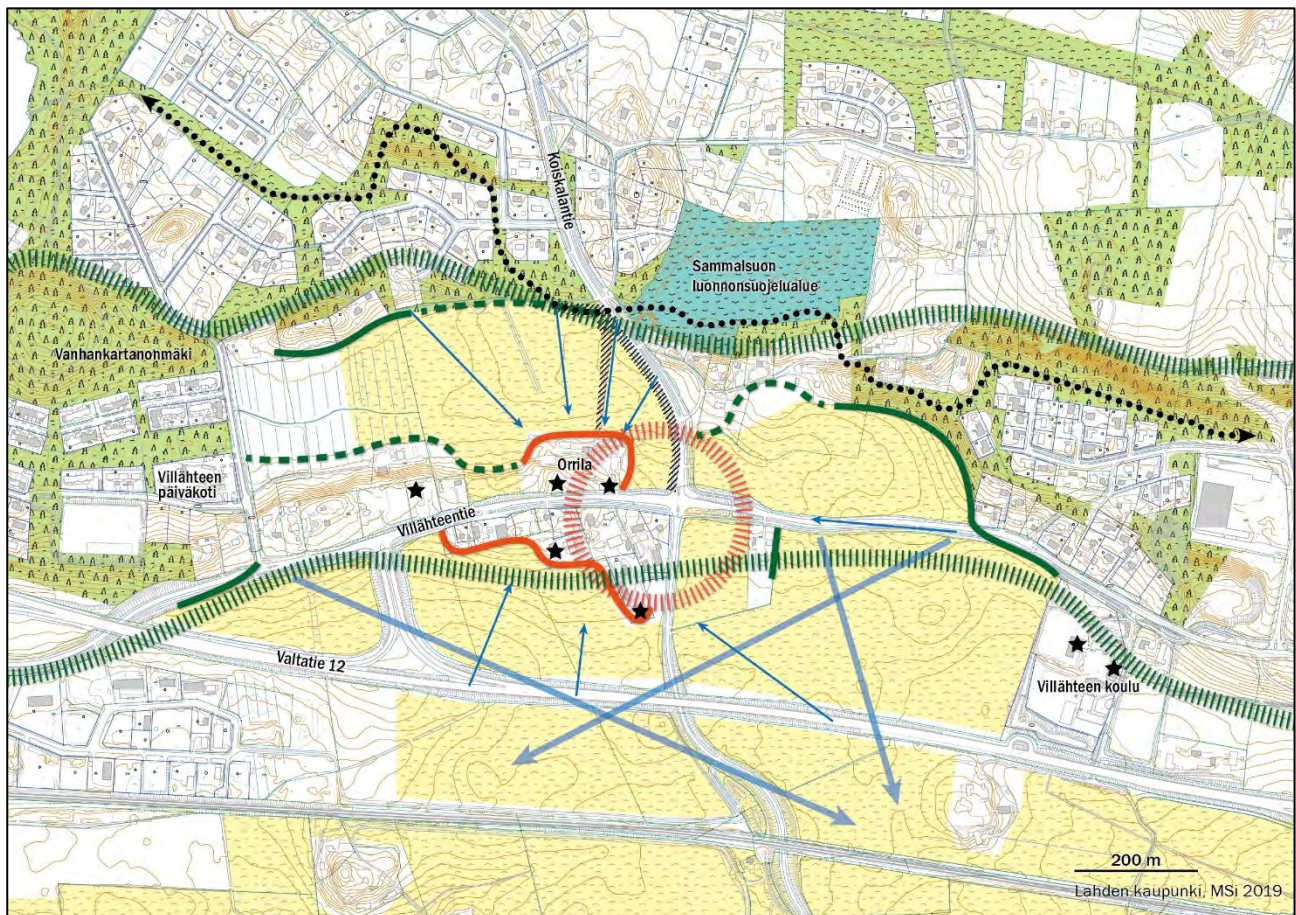 Koiskalantie
Sammalsuon
luonnonsuojelualue
Vanhankartanonmäki
Orrila
Villähteen
päiväkoti
Villähteentie
Valtatie 12
Villähteen koulu
200 m
Lahden kaupunki, MSi 2019